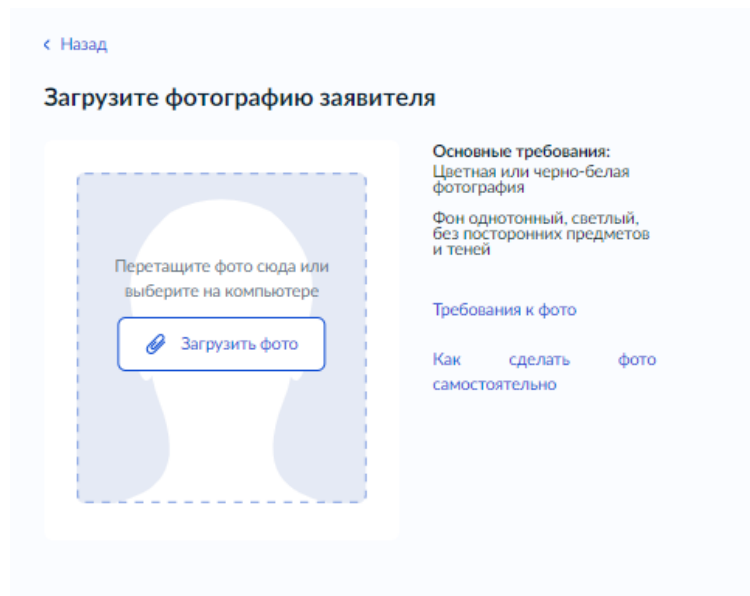 Назад
Загрузите фотографию заявителя
Перетащите фото сюда или
выберите на компьютере
Загрузить фото
Основные требования:
Цветная или черно-белая
фотография
Фон однотонный, светлый,
без посторонних предметов
и теней
Требования к фото
Как сделать фото
самостоятельно